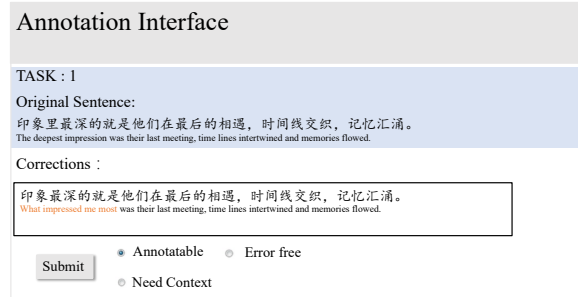 Annotation Interface
TASK : 1
Original Sentence:
印象里最深的就是他们在最后的相遇，时间线交织，记忆汇涌。
The deepest impression was their last meeting, time lines intertwined and memories flowed.
Corrections：
印象最深的就是他们在最后的相遇，时间线交织，记忆汇涌。
What impressed me most was their last meeting, time lines intertwined and memories flowed.
Submit
Annotatable
Error free
Need Context